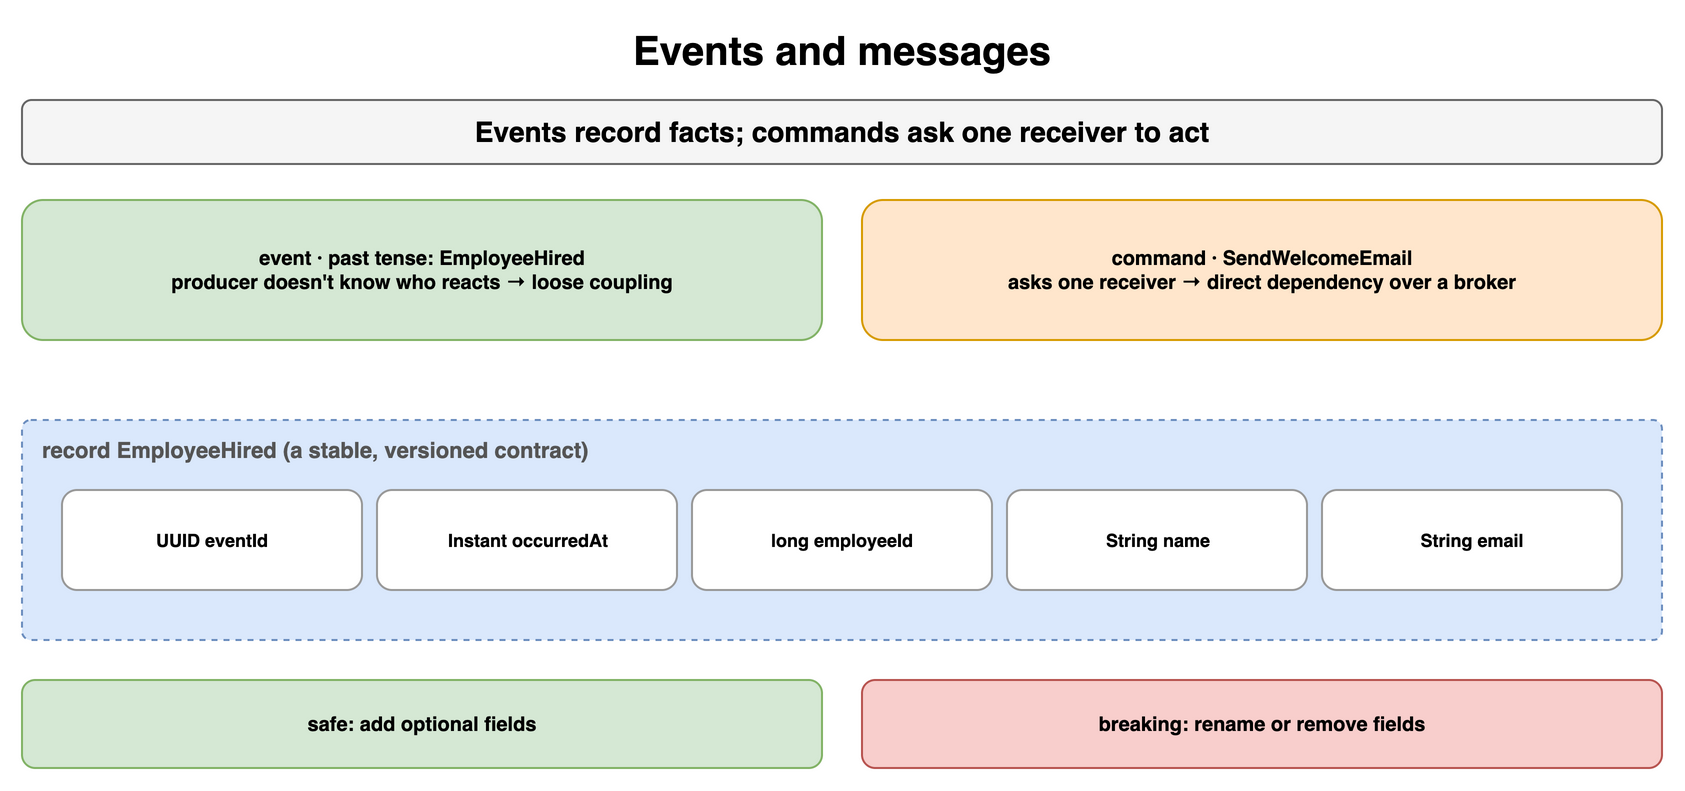 Events and messages
Events record facts; commands ask one receiver to act
event · past tense: EmployeeHired
producer doesn't know who reacts → loose coupling
command · SendWelcomeEmail
asks one receiver → direct dependency over a broker
record EmployeeHired (a stable, versioned contract)
UUID eventId
Instant occurredAt
long employeeId
String name
String email
safe: add optional fields
breaking: rename or remove fields